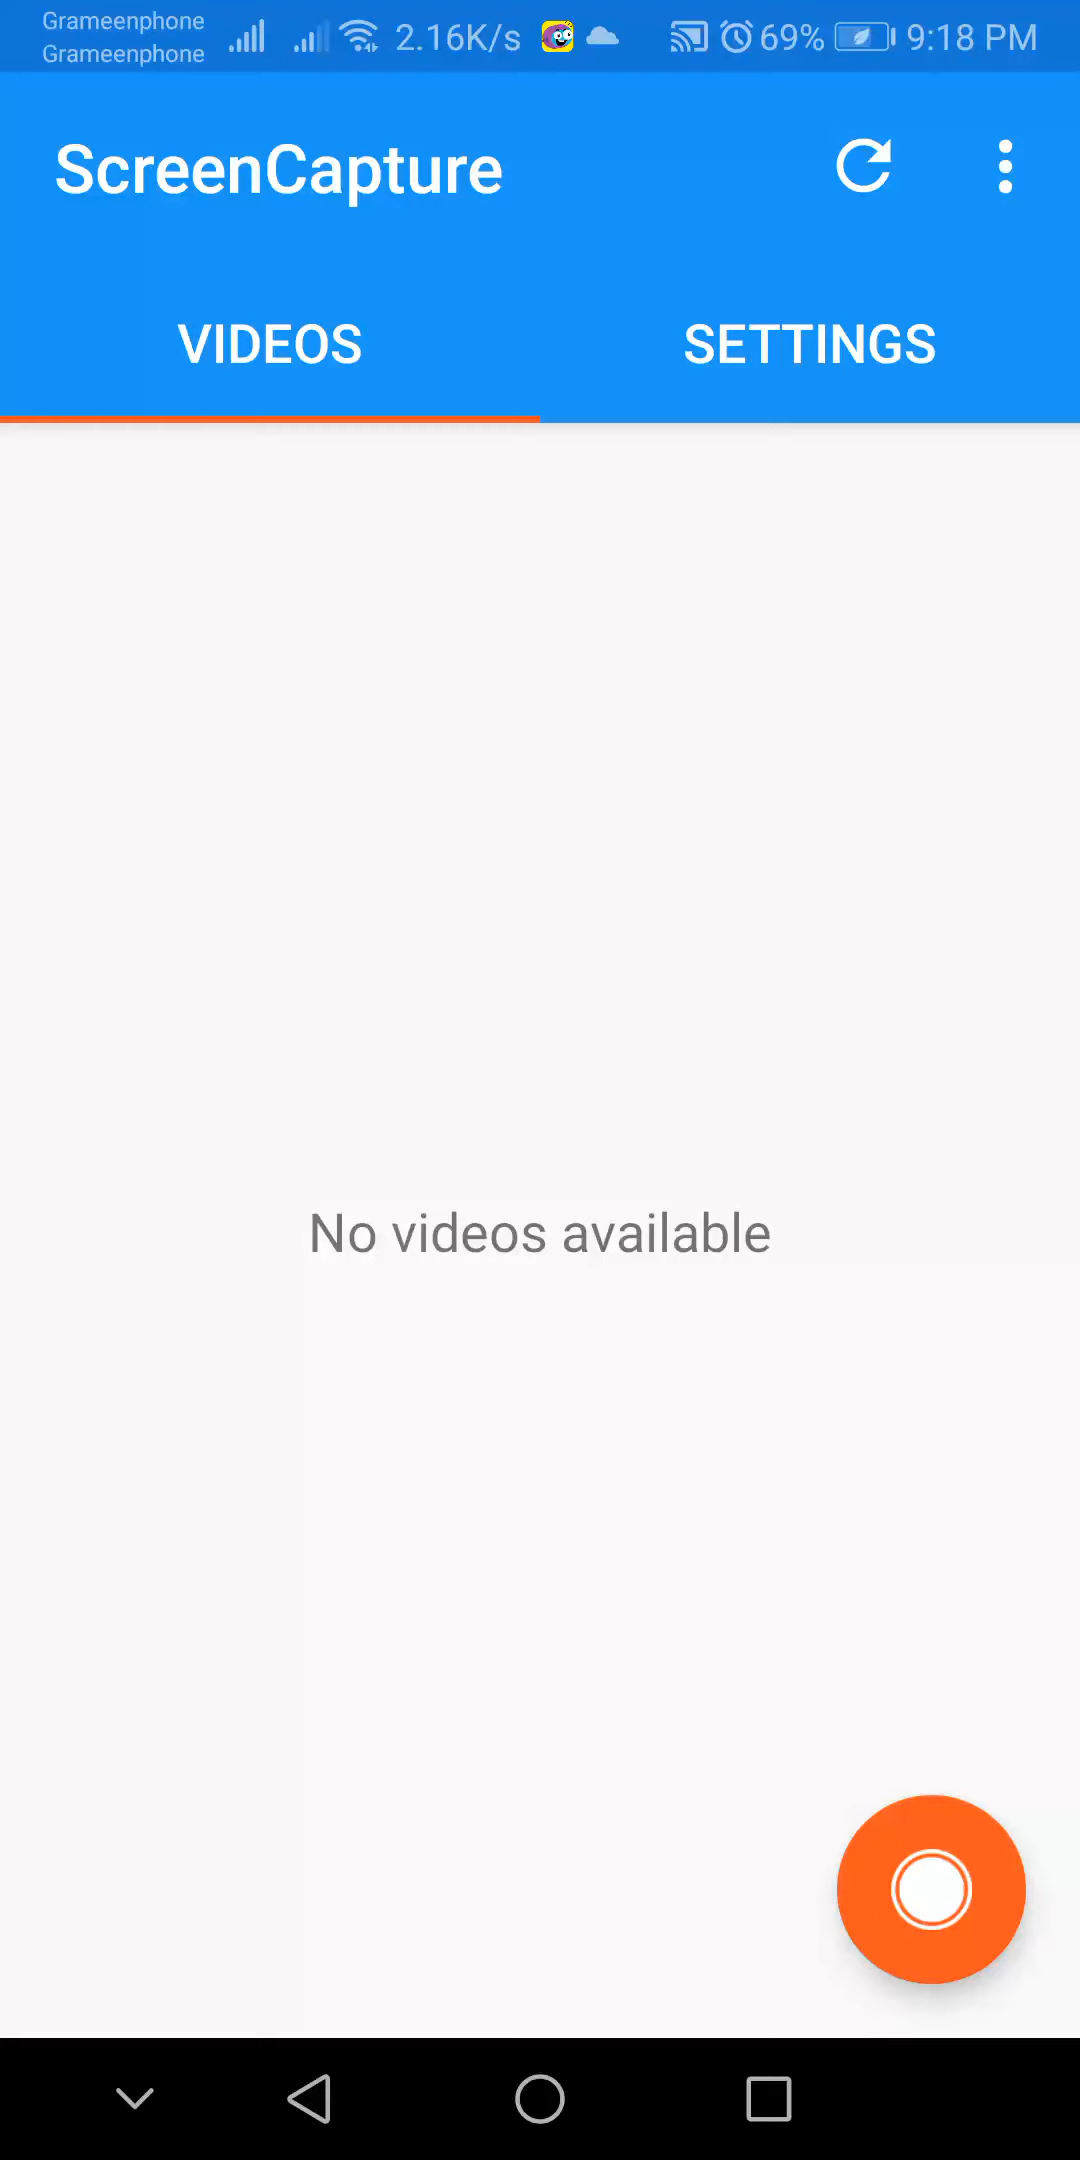 Grameenphone
Grameenphone
2.16K/s
69%
9:18 PM
ScreenCapture
VIDEOS
SETTINGS
No videos available